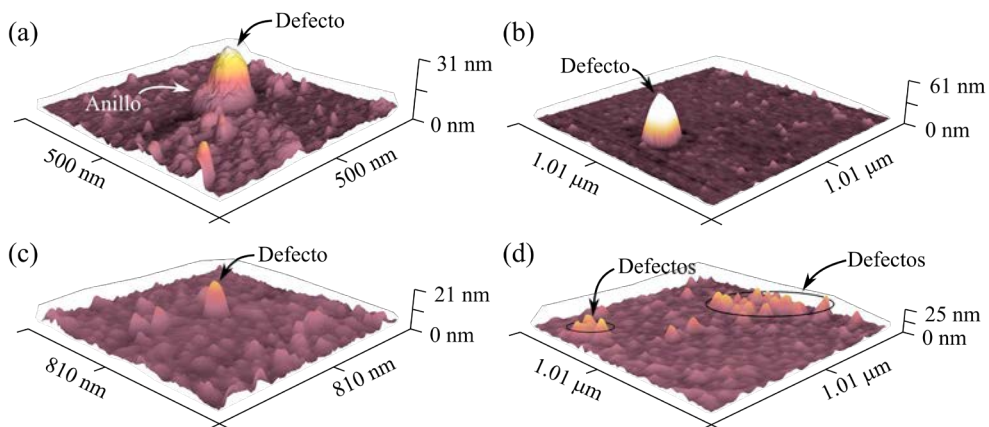 (a)
Defecto
Anillo
31 nm
0 nm
500 nm
500 nm
(b)
Defecto
61 nm
0 nm
1.01 µm
1.01 µm
(c)
Defecto
21 nm
0 nm
810 nm
810 nm
(d)
Defectos
Defectos
25 nm
0 nm
1.01 µm
1.01 µm